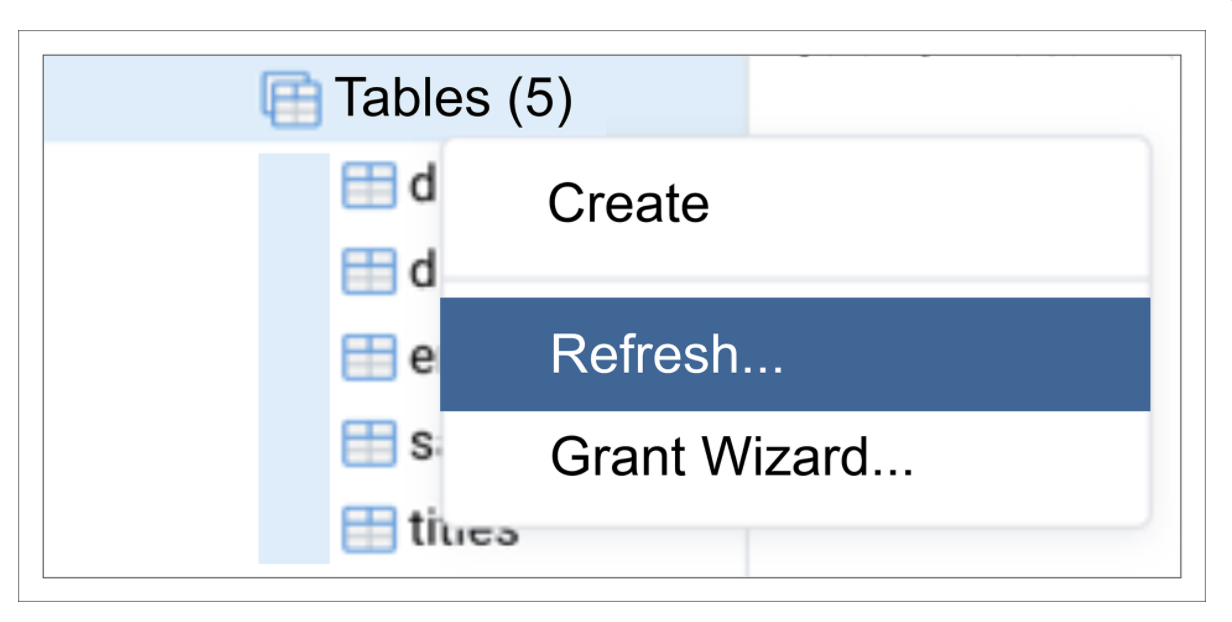 Tables (5)
d
Create
d
Refresh...
e
Grant Wizard...
s
titles